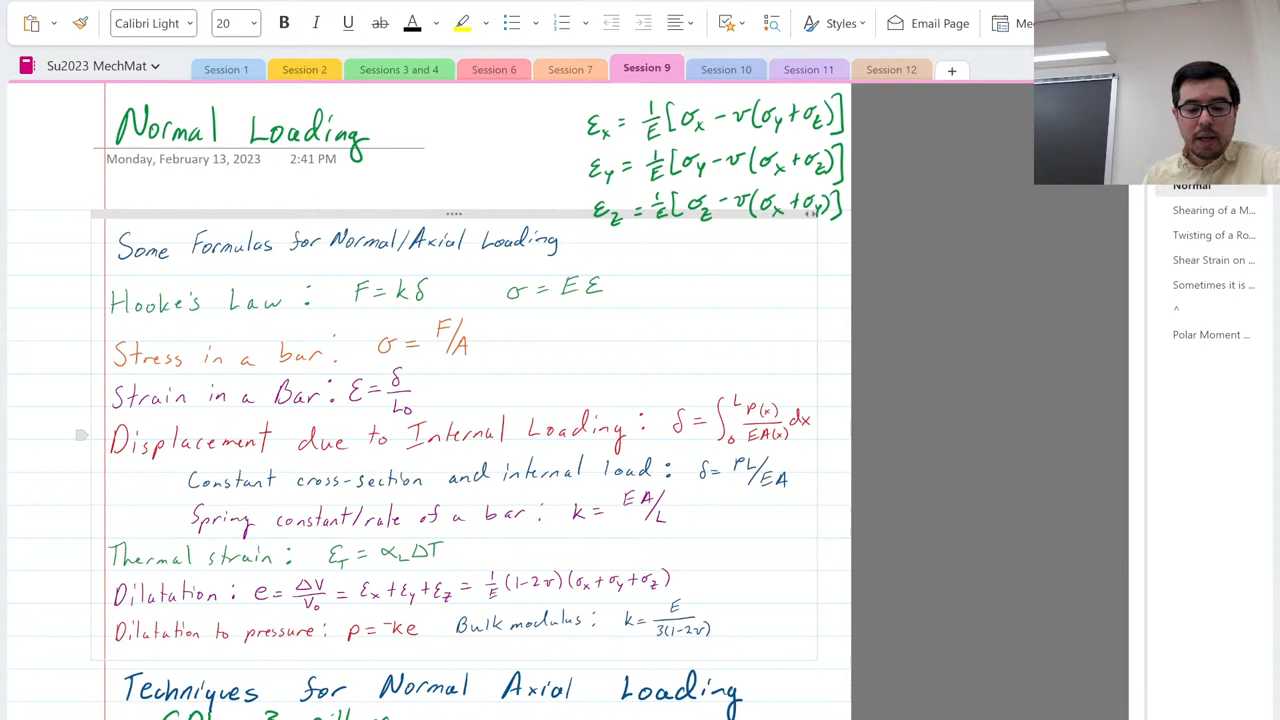 Calibri Light 20 B I U ab A Styles Email Page
Su2023 MechMat Session 1 Session 2 Sessions 3 and 4 Session 6 Session 7 Session 9 Session 10 Session 11 Session 12 +
Normal Loading
Monday, February 13, 2023 2:41 PM
εx = 1/E [σx - ν(σy + σz)]
εy = 1/E [σy - ν(σx + σz)]
εz = 1/E [σz - ν(σx + σy)]
Normal
Shearing of a M...
Twisting of a Ro...
Shear Strain on ...
Sometimes it is ...
^
Polar Moment ...
Some Formulas for Normal/Axial Loading
Hooke's Law : F = kδ σ = Eε
Stress in a bar : σ = F/A
Strain in a Bar : ε = δ/L₀
Displacement due to Internal Loading : δ = ∫₀ᴸ P(x)/EA(x) dx
Constant cross-section and internal load : δ = PL/EA
Spring constant/rate of a bar : k = EA/L
Thermal strain : εT = αL ΔT
Dilatation : e = ΔV/V₀ = εx + εy + εz = 1/E (1-2ν)(σx + σy + σz)
Dilatation to pressure : p = -ke Bulk modulus : k = E/3(1-2ν)
Techniques for Normal Axial Loading